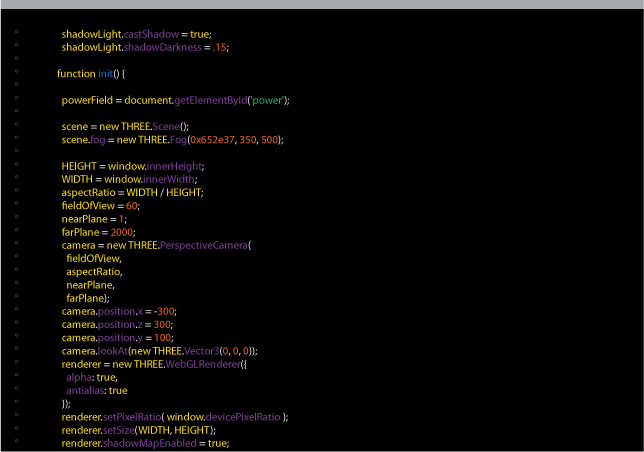 shadowLight.castShadow = true;
shadowLight.shadowDarkness = .15;
function init() {
powerField = document.getElementById('power');
scene = new THREE.Scene();
scene.fog = new THREE.Fog(0x652e37, 350, 500);
HEIGHT = window.innerHeight;
WIDTH = window.innerWidth;
aspectRatio = WIDTH / HEIGHT;
fieldOfView = 60;
nearPlane = 1;
farPlane = 2000;
camera = new THREE.PerspectiveCamera(
fieldOfView,
aspectRatio,
nearPlane,
farPlane);
camera.position.x = -300;
camera.position.z = 300;
camera.position.y = 100;
camera.lookAt(new THREE.Vector3(0, 0, 0));
renderer = new THREE.WebGLRenderer({
alpha: true,
antialias: true
});
renderer.setPixelRatio( window.devicePixelRatio );
renderer.setSize(WIDTH, HEIGHT);
renderer.shadowMapEnabled = true;